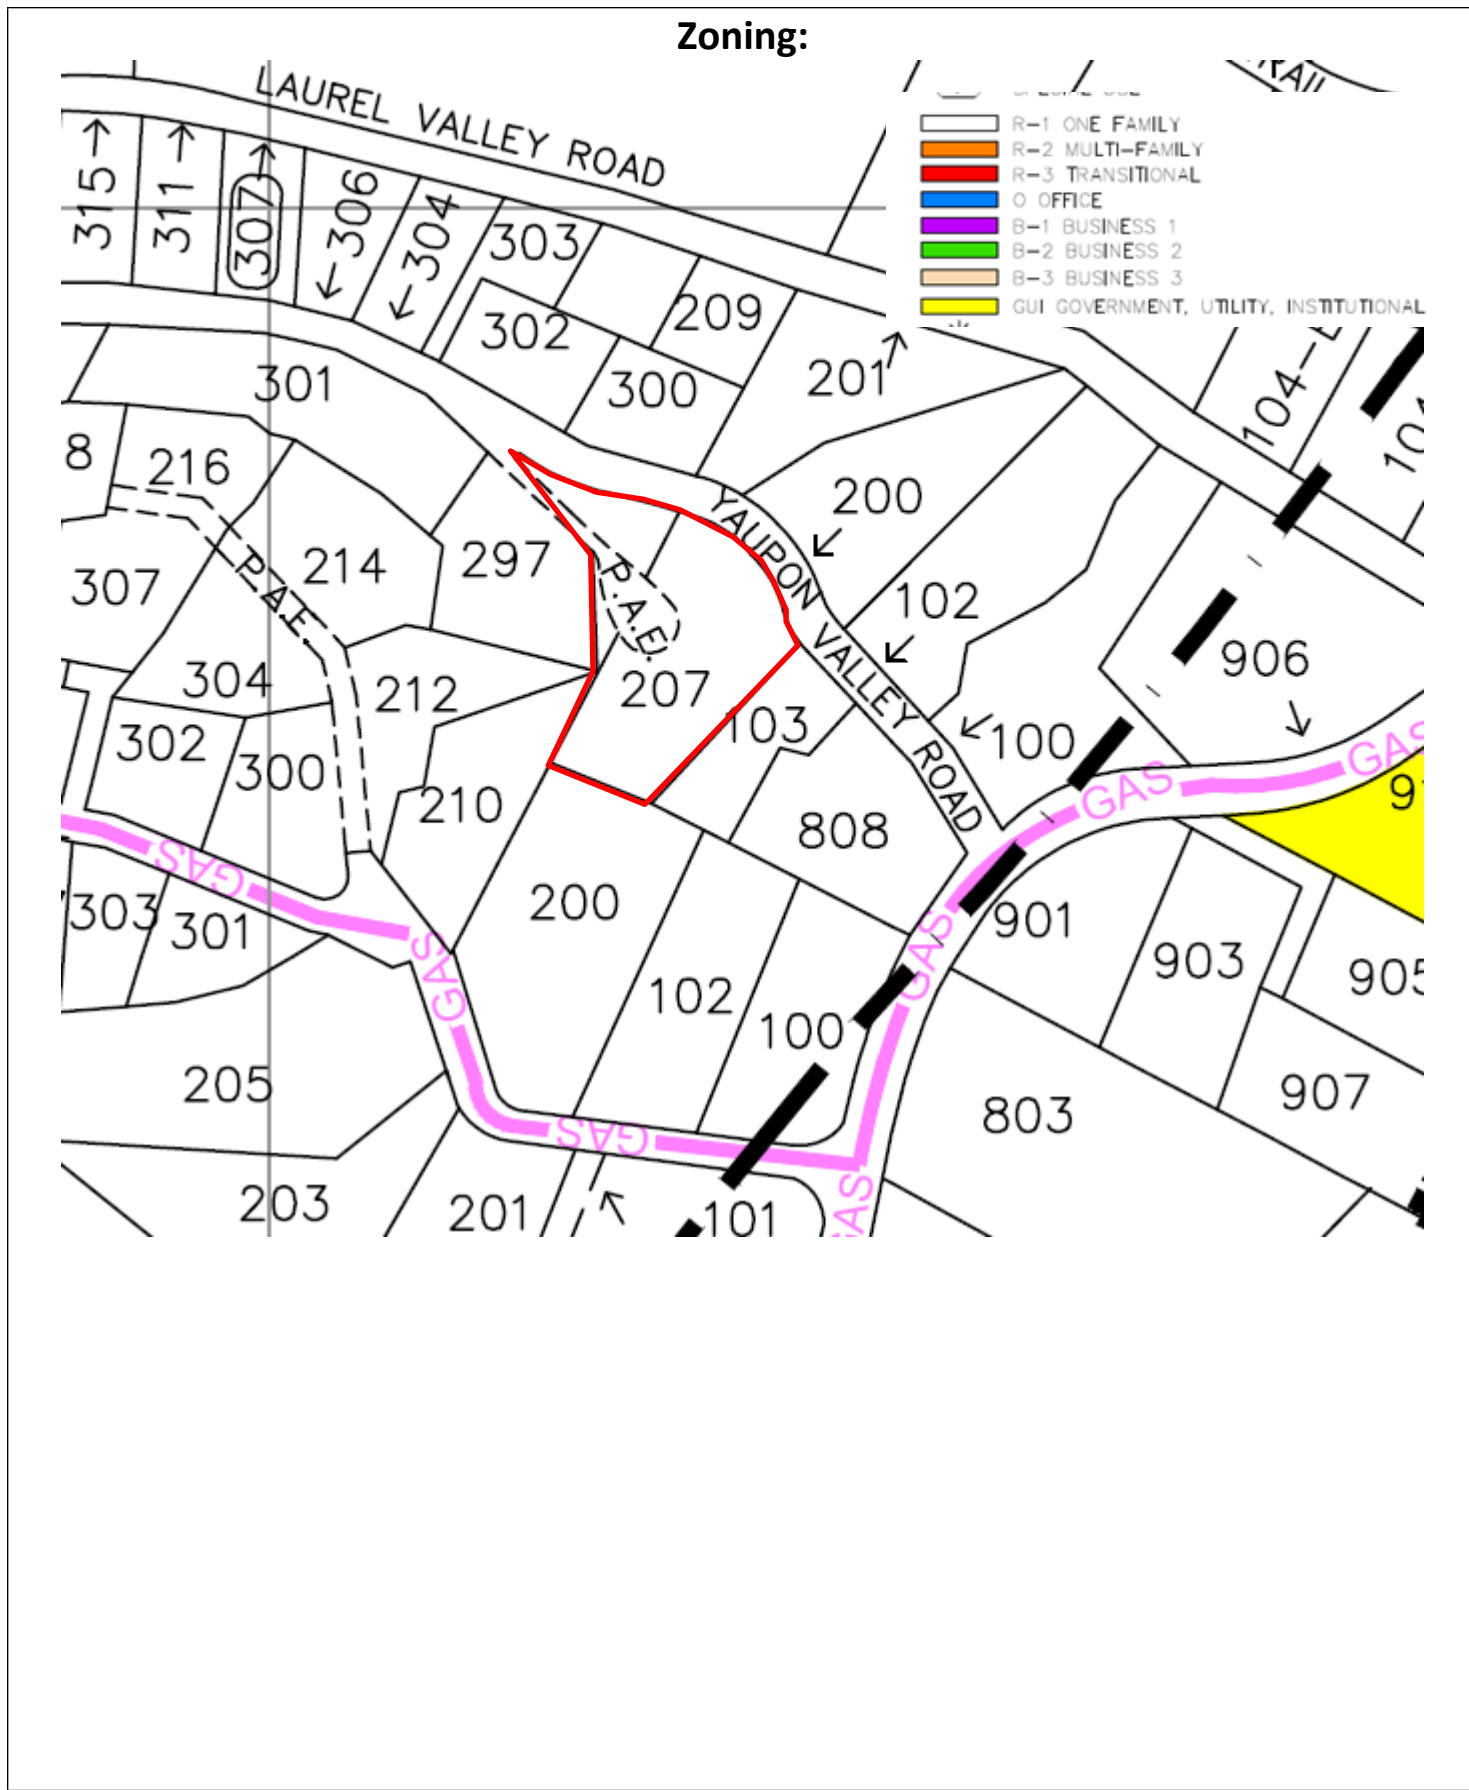 Zoning:
LAUREL VALLEY ROAD
R-1 ONE FAMILY
R-2 MULTI-FAMILY
R-3 TRANSITIONAL
O OFFICE
B-1 BUSINESS 1
B-2 BUSINESS 2
B-3 BUSINESS 3
GUI GOVERNMENT, UTILITY, INSTITUTIONAL
315
311
307
306
304
303
302
209
300
201
301
8
216
200
104-
297
214
P.A.E.
307
YAUPON VALLEY ROAD
102
P.A.E.
906
304
212
207
103
100
302
300
210
808
GAS
GAS
GAS
200
303
301
GAS
GAS
901
903
905
102
100
205
907
803
GAS
203
201
101
GAS